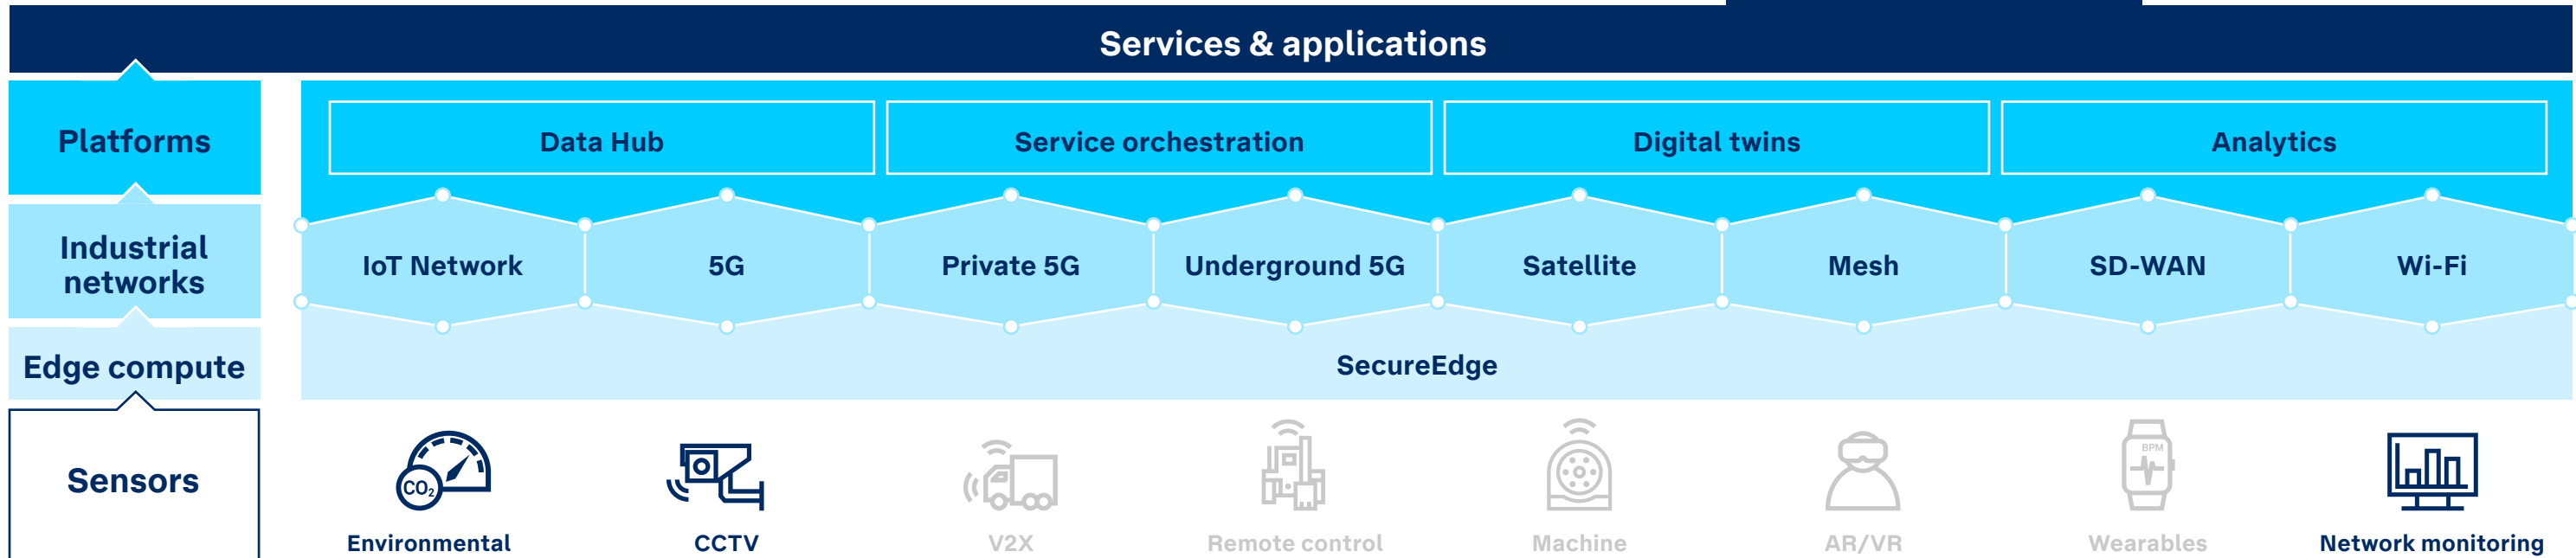 Services & applications
Platforms
Data Hub
Service orchestration
Digital twins
Analytics
Industrial
networks
IoT Network
5G
Private 5G
Underground 5G
Satellite
Mesh
SD-WAN
Wi-Fi
Edge compute
SecureEdge
Sensors
CO₂
BPM
Environmental
CCTV
V2X
Remote control
Machine
AR/VR
Wearables
Network monitoring